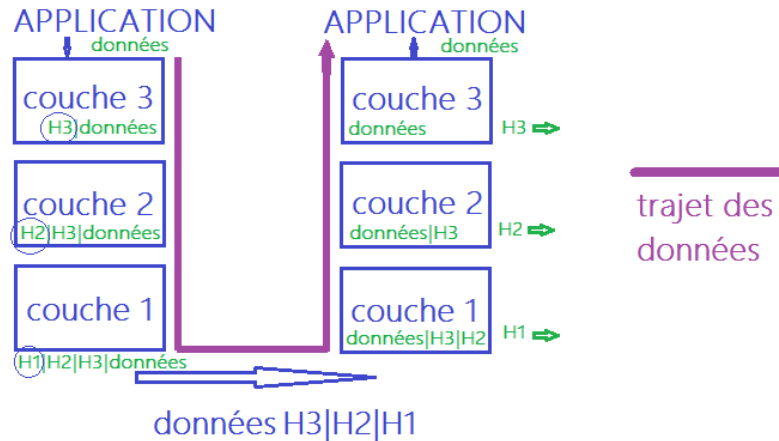 APPLICATION
données
couche 3
H3|données
couche 2
H2|H3|données
couche 1
H1|H2|H3|données
APPLICATION
données
couche 3
données
H3
couche 2
données|H3
H2
couche 1
données|H3|H2
H1
données H3|H2|H1
trajet des
données